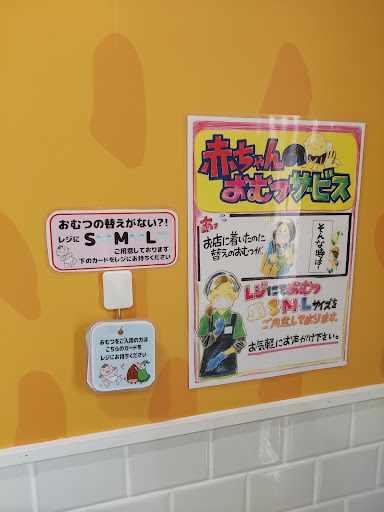 おむつの替えがない?!
レジに S・M・L
ご用意しております
下のカードをレジにお持ちください
おむつをご入用の方は
こちらのカードを
レジにお持ちください
赤ちゃんの
おむつサービス
あっ
お店に着いたのに
替えのおむつが!
そんな時は!
レジにておむつ
S・M・Lサイズを
ご用意しております。
お気軽にお声がけ下さい。